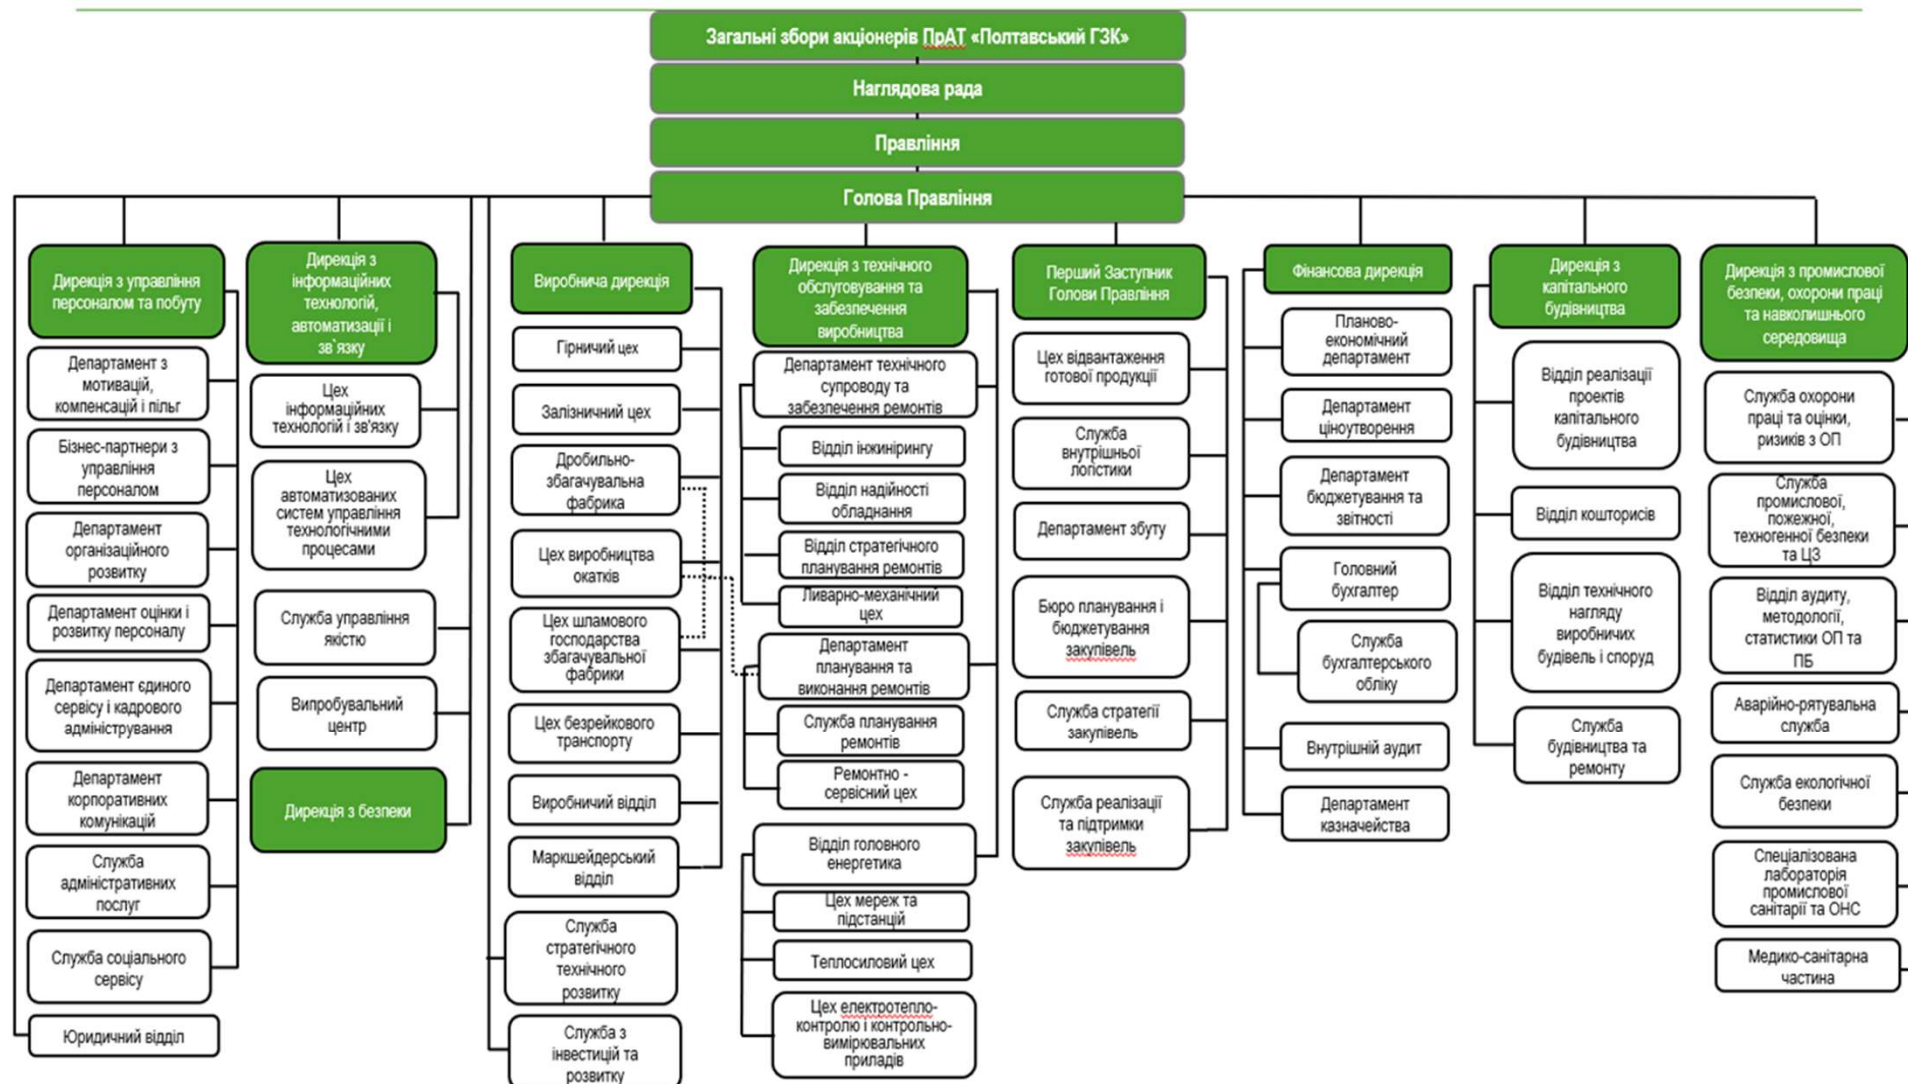 Загальні збори акціонерів ПрАТ «Полтавський ГЗК»
Наглядова рада
Правління
Голова Правління
Дирекція з управління
персоналом та побуту
Департамент з
мотивацій,
компенсацій і пільг
Бізнес-партнери з
управління
персоналом
Департамент
організаційного
розвитку
Департамент оцінки і
розвитку персоналу
Департамент єдиного
сервісу і кадрового
адміністрування
Департамент
корпоративних
комунікацій
Служба
адміністративних
послуг
Служба соціального
сервісу
Юридичний відділ
Дирекція з
інформаційних
технологій,
автоматизації і
зв`язку
Цех
інформаційних
технологій і зв'язку
Цех
автоматизованих
систем управління
технологічними
процесами
Служба управління
якістю
Випробувальний
центр
Дирекція з безпеки
Виробнича дирекція
Гірничий цех
Залізничний цех
Дробильно-
збагачувальна
фабрика
Цех виробництва
окатків
Цех шламового
господарства
збагачувальної
фабрики
Цех безрейкового
транспорту
Виробничий відділ
Маркшейдерський
відділ
Служба
стратегічного
технічного
розвитку
Служба з
інвестицій та
розвитку
Дирекція з технічного
обслуговування та
забезпечення
виробництва
Департамент технічного
супроводу та
забезпечення ремонтів
Відділ інжинірингу
Відділ надійності
обладнання
Відділ стратегічного
планування ремонтів
Ливарно-механічний
цех
Департамент
планування та
виконання ремонтів
Служба планування
ремонтів
Ремонтно -
сервісний цех
Відділ головного
енергетика
Цех мереж та
підстанцій
Теплосиловий цех
Цех електротепло-
контролю і контрольно-
вимірювальних
приладів
Перший Заступник
Голови Правління
Цех відвантаження
готової продукції
Служба
внутрішньої
логістики
Департамент збуту
Бюро планування і
бюджетування
закупівель
Служба стратегії
закупівель
Служба реалізації
та підтримки
закупівель
Фінансова дирекція
Планово-
економічний
департамент
Департамент
ціноутворення
Департамент
бюджетування та
звітності
Головний
бухгалтер
Служба
бухгалтерського
обліку
Внутрішній аудит
Департамент
казначейства
Дирекція з
капітального
будівництва
Відділ реалізації
проектів
капітального
будівництва
Відділ кошторисів
Відділ технічного
нагляду
виробничих
будівель і споруд
Служба
будівництва та
ремонту
Дирекція з промислової
безпеки, охорони праці
та навколишнього
середовища
Служба охорони
праці та оцінки,
ризиків з ОП
Служба
промислової,
пожежної,
техногенної безпеки
та ЦЗ
Відділ аудиту,
методології,
статистики ОП та
ПБ
Аварійно-рятувальна
служба
Служба екологічної
безпеки
Спеціалізована
лабораторія
промислової
санітарії та ОНС
Медико-санітарна
частина